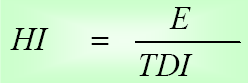 HI = E / TDI